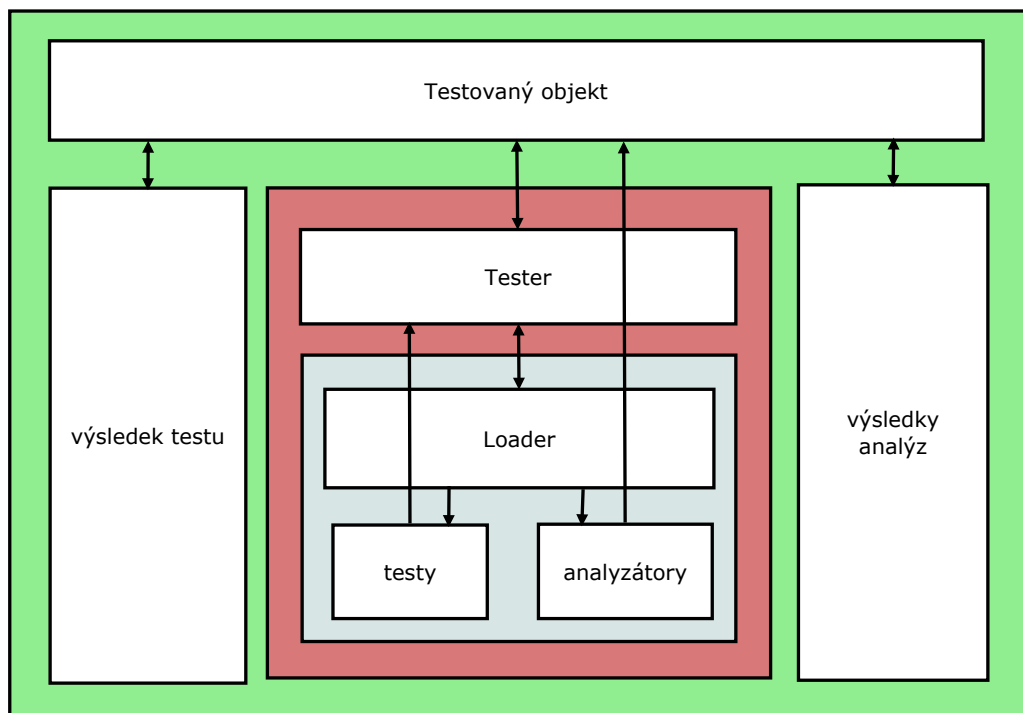 Testovaný objekt
Tester
výsledek testu
Loader
výsledky
analýz
testy
analyzátory